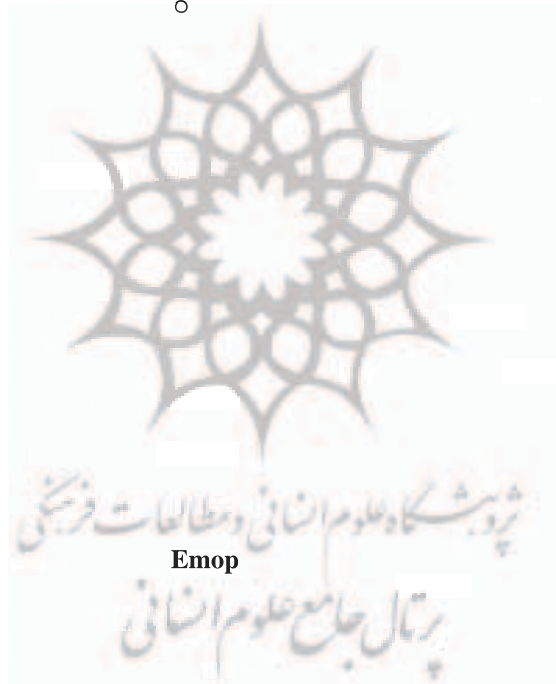 پژوهشگاه علوم انسانی و مطالعات فرهنگی
Emop
پرتال جامع علوم انسانی